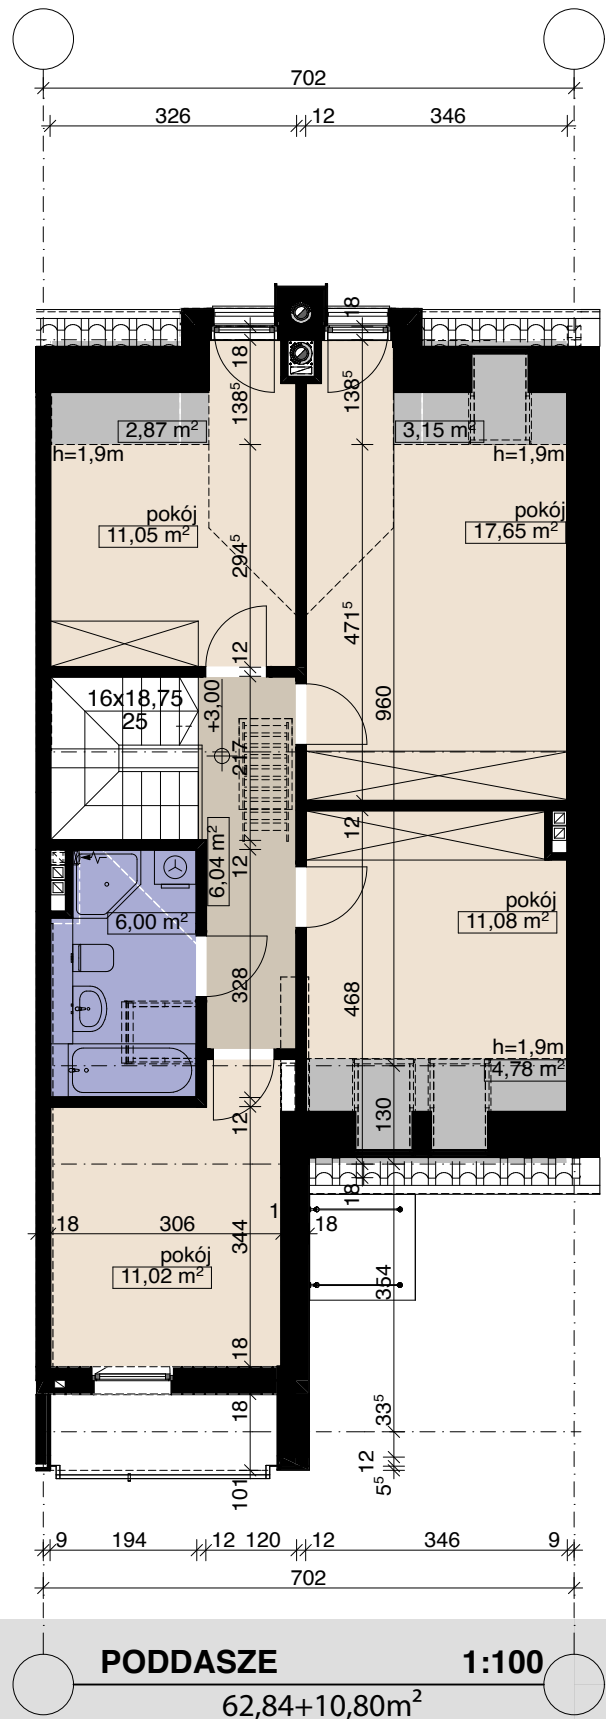 702
326 12 346
18
18
138⁵ 138⁵
2,87 m² 3,15 m²
h=1,9m h=1,9m
pokój pokój
11,05 m² 17,65 m²
294⁵
471⁵
12
16x18,75
25
+3,00
960
217
12
12
6,04 m²
6,00 m²
pokój
11,08 m²
328
468
h=1,9m
4,78 m²
12
130
18
18 306 1 18
344
pokój
11,02 m²
354
18
18
33⁵
12
5⁵
101
9 194 12 120 12 346 9
702
PODDASZE 1:100
62,84+10,80m²